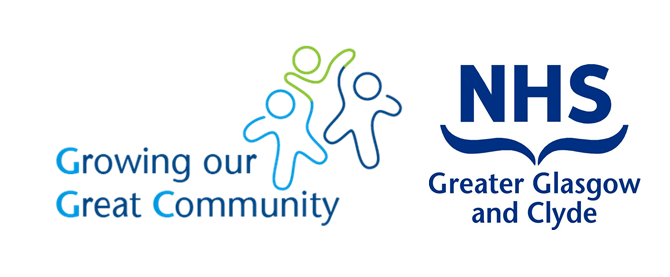 Growing our
Great Community
NHS
Greater Glasgow
and Clyde